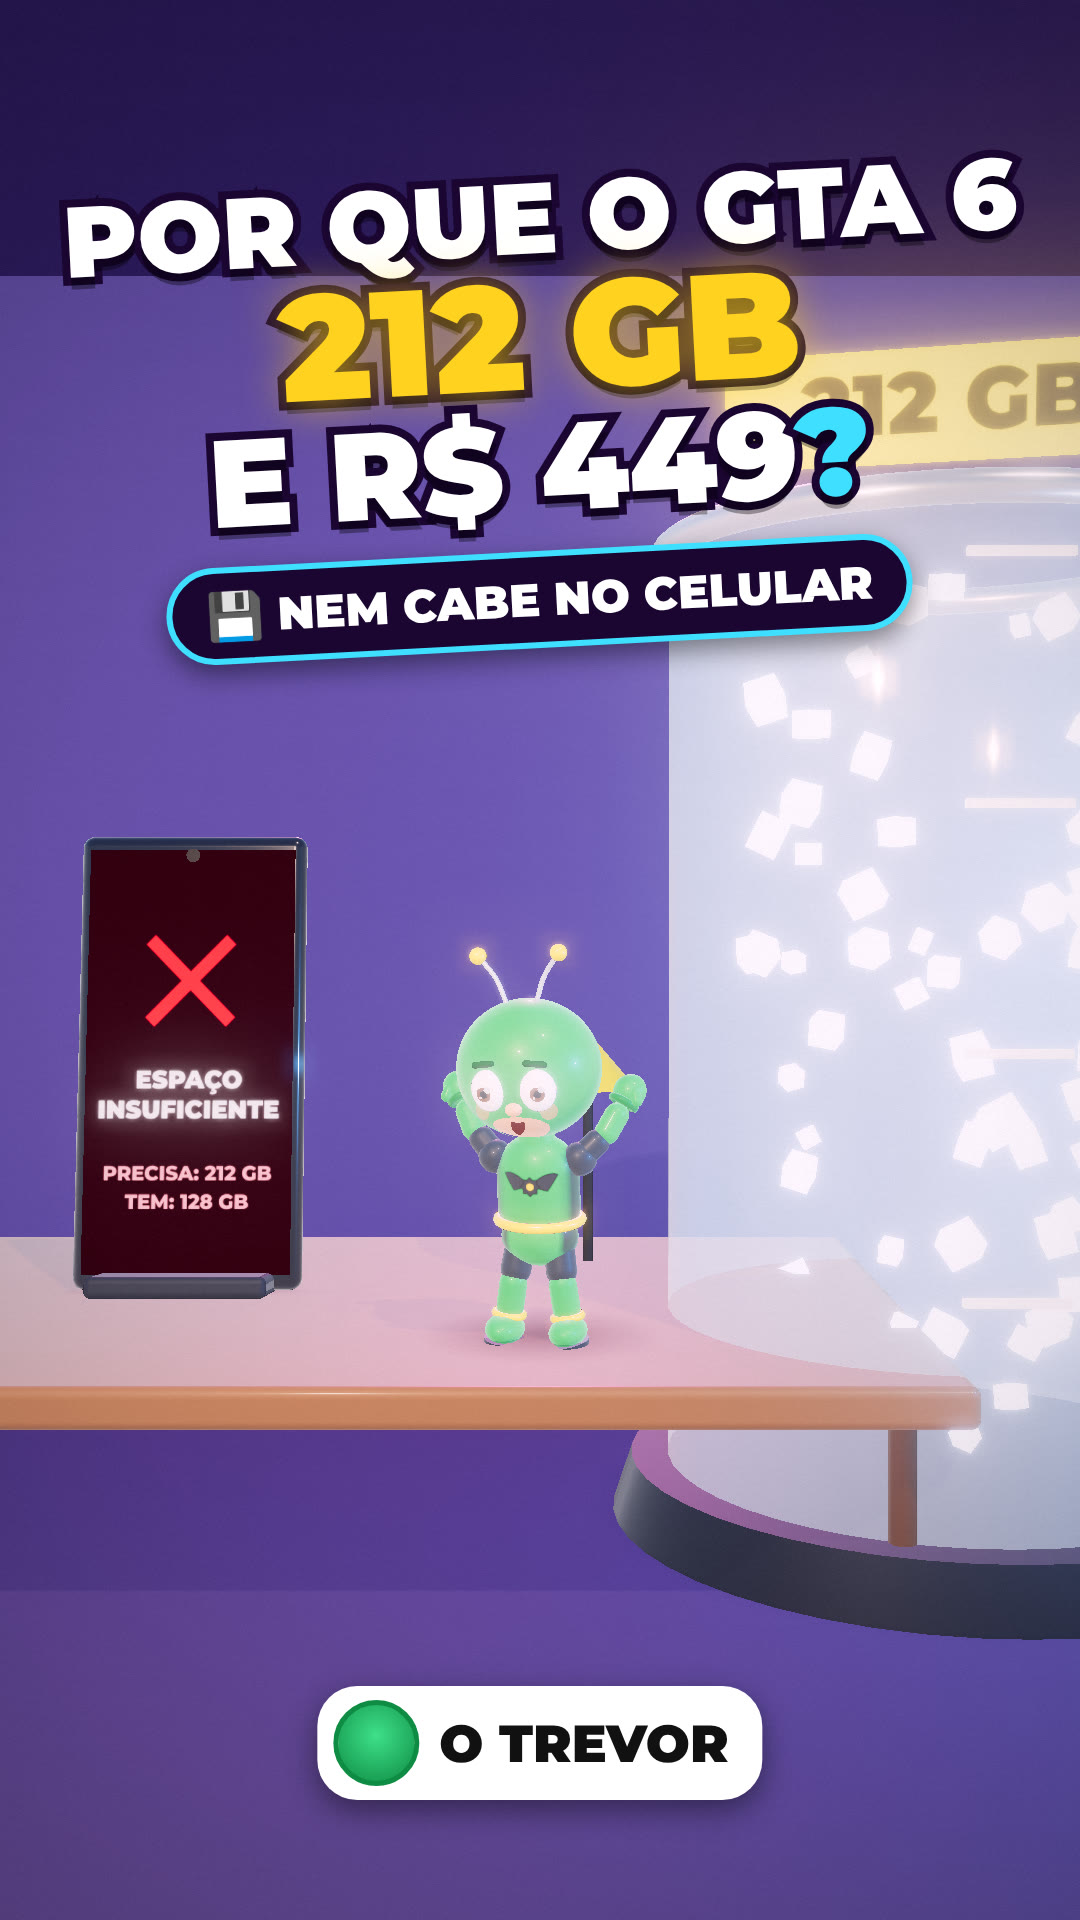 POR QUE O GTA 6
212 GB
E R$ 449?
💾 NEM CABE NO CELULAR
212 GB
ESPAÇO
INSUFICIENTE
PRECISA: 212 GB
TEM: 128 GB
O TREVOR